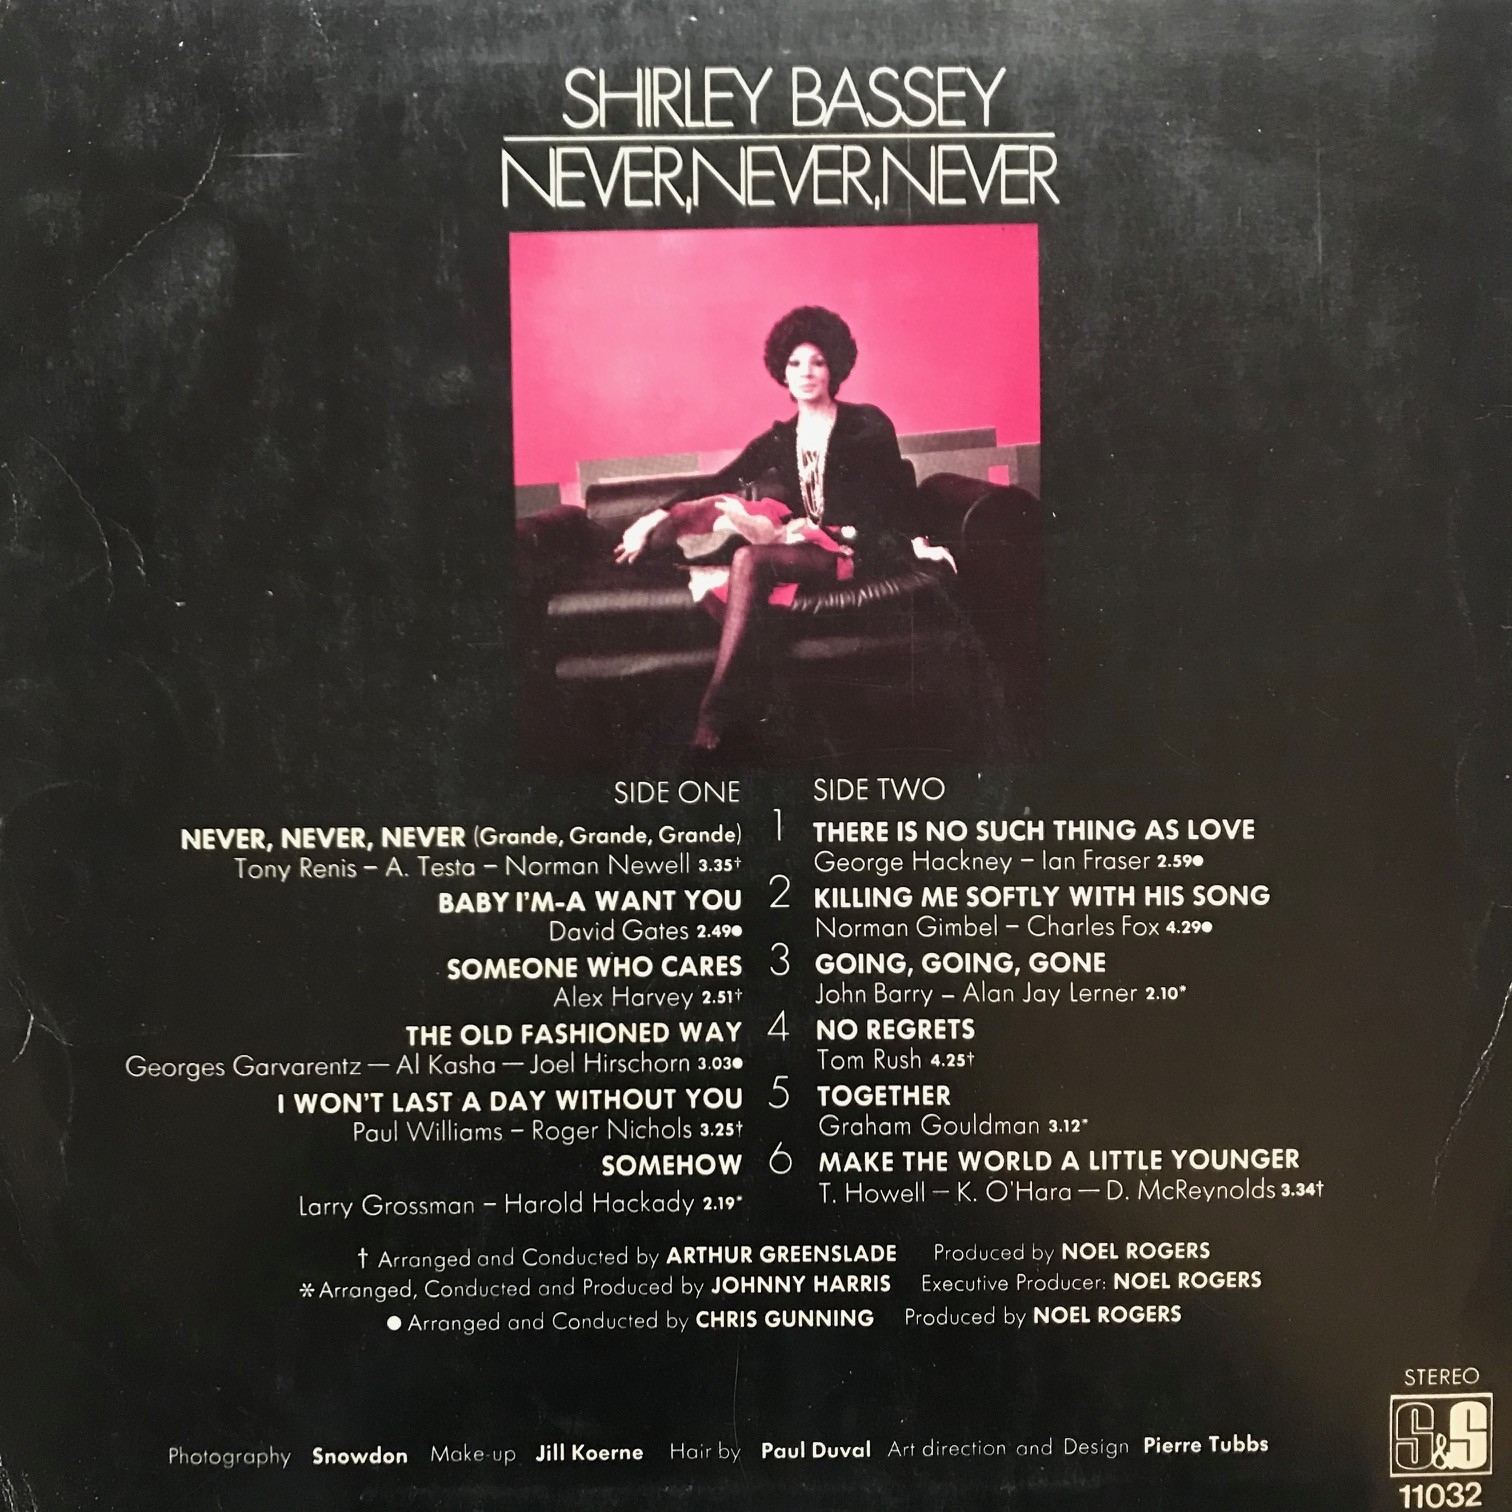 SHIRLEY BASSEY
NEVER, NEVER, NEVER
SIDE ONE
NEVER, NEVER, NEVER (Grande, Grande, Grande)
Tony Renis – A. Testa – Norman Newell 3.35†
BABY I'M-A WANT YOU
David Gates 2.49●
SOMEONE WHO CARES
Alex Harvey 2.51†
THE OLD FASHIONED WAY
Georges Garvarentz — Al Kasha — Joel Hirschorn 3.03●
I WON'T LAST A DAY WITHOUT YOU
Paul Williams – Roger Nichols 3.25†
SOMEHOW
Larry Grossman – Harold Hackady 2.19*
1
2
3
4
5
6
SIDE TWO
THERE IS NO SUCH THING AS LOVE
George Hackney – Ian Fraser 2.59●
KILLING ME SOFTLY WITH HIS SONG
Norman Gimbel – Charles Fox 4.29●
GOING, GOING, GONE
John Barry – Alan Jay Lerner 2.10*
NO REGRETS
Tom Rush 4.25†
TOGETHER
Graham Gouldman 3.12*
MAKE THE WORLD A LITTLE YOUNGER
T. Howell — K. O'Hara — D. McReynolds 3.34†
† Arranged and Conducted by ARTHUR GREENSLADE Produced by NOEL ROGERS
* Arranged, Conducted and Produced by JOHNNY HARRIS Executive Producer: NOEL ROGERS
● Arranged and Conducted by CHRIS GUNNING Produced by NOEL ROGERS
Photography Snowdon Make-up Jill Koerne Hair by Paul Duval Art direction and Design Pierre Tubbs
STEREO
S&S
11032